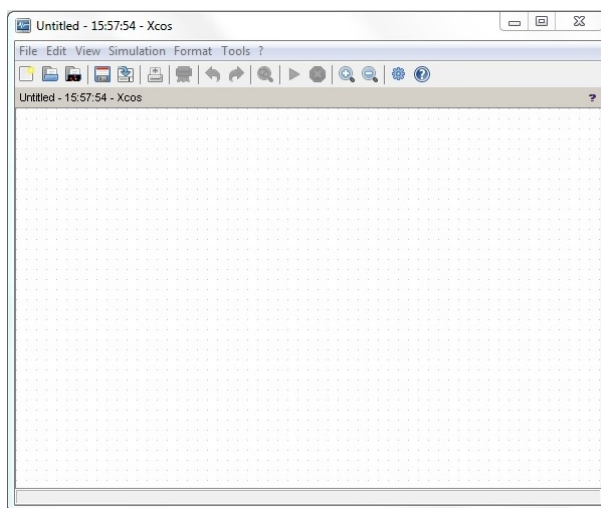 Untitled - 15:57:54 - Xcos
File Edit View Simulation Format Tools ?
Untitled - 15:57:54 - Xcos ?